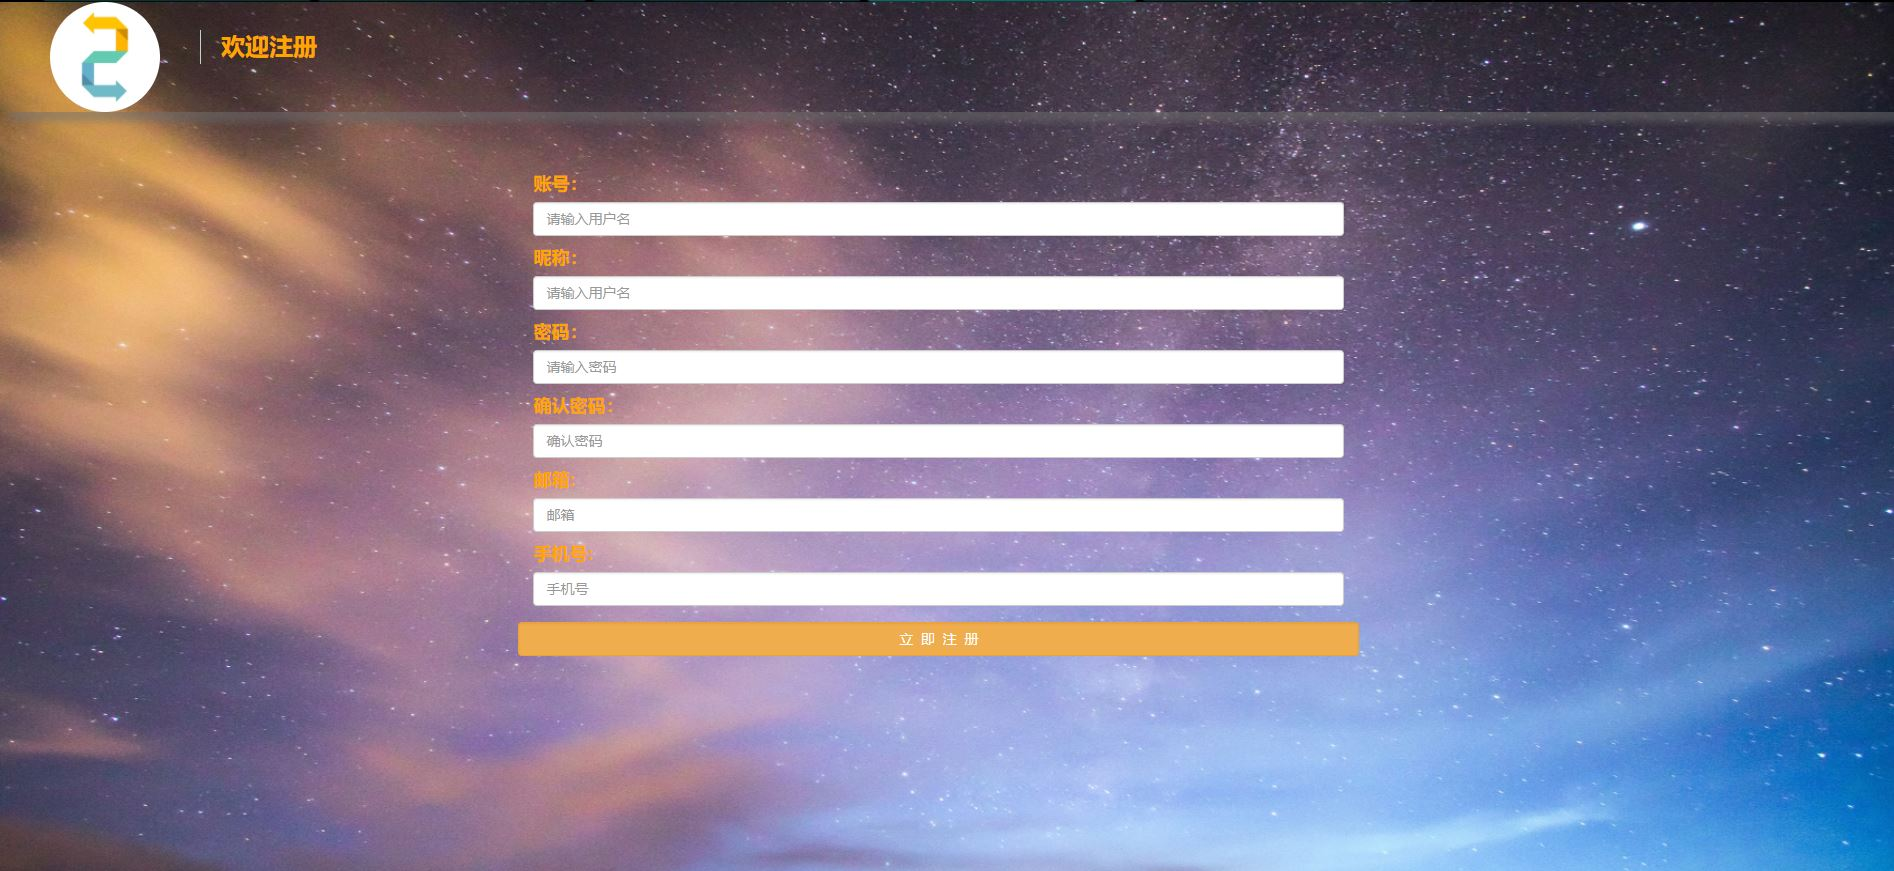 欢迎注册
账号：
请输入用户名
昵称：
请输入用户名
密码：
请输入密码
确认密码：
确认密码
邮箱:
邮箱
手机号:
手机号
立 即 注 册